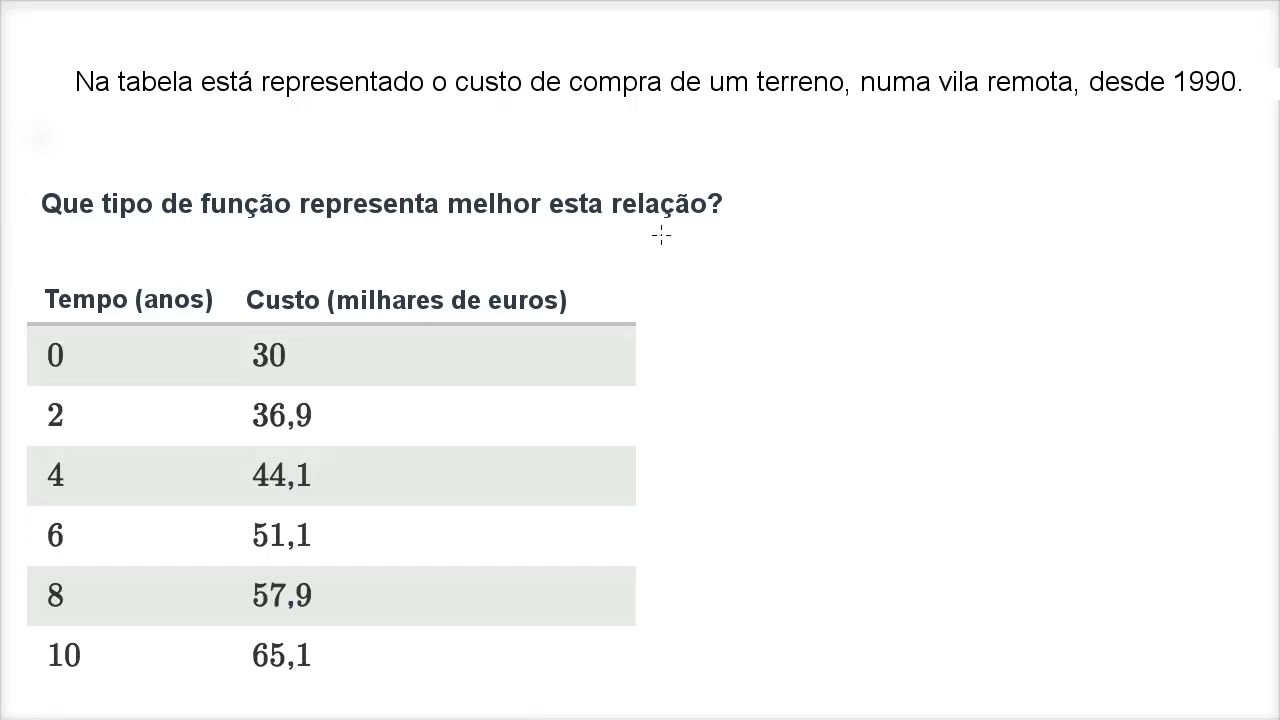 Na tabela está representado o custo de compra de um terreno, numa vila remota, desde 1990.
Que tipo de função representa melhor esta relação?
Tempo (anos) Custo (milhares de euros)
0 30
2 36,9
4 44,1
6 51,1
8 57,9
10 65,1